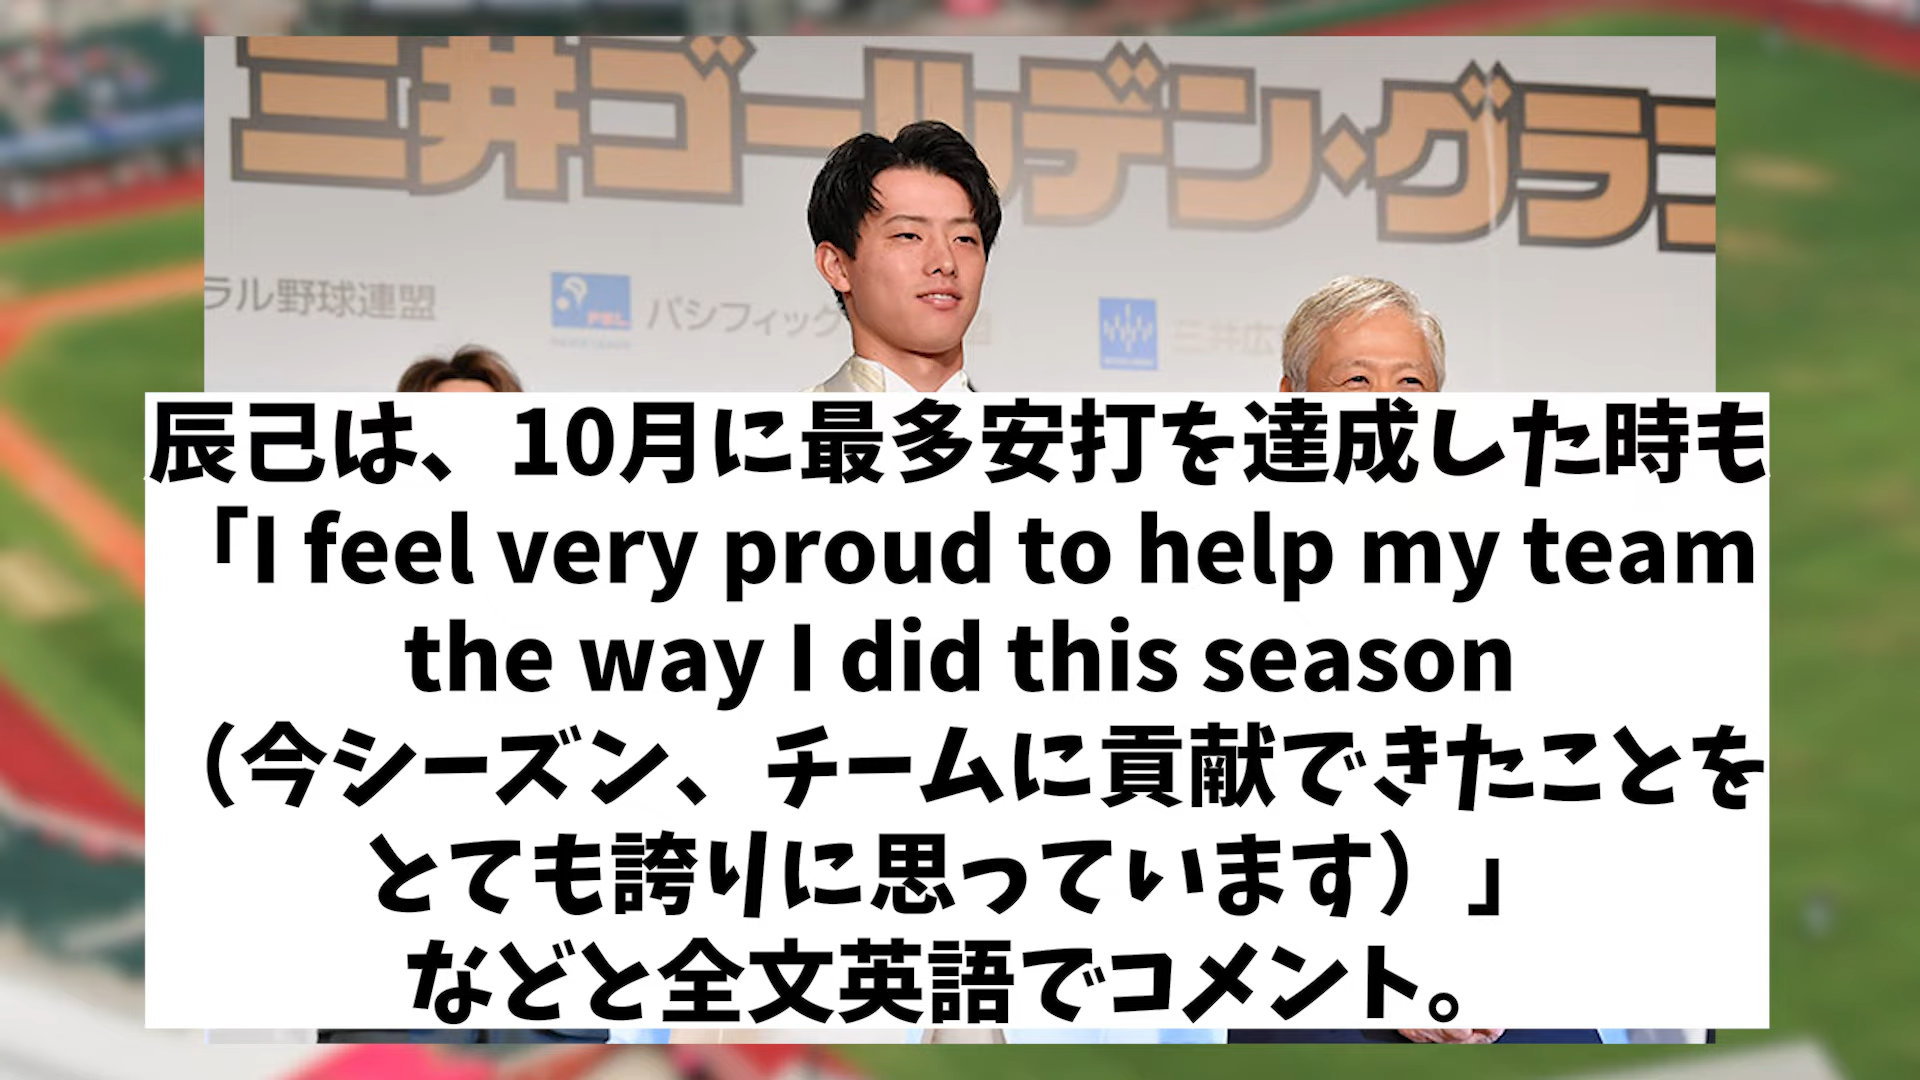 三井ゴールデン・グラ
ラル野球連盟
パシフィック
三井広
辰己は、10月に最多安打を達成した時も
「I feel very proud to help my team
the way I did this season
（今シーズン、チームに貢献できたことを
とても誇りに思っています）」
などと全文英語でコメント。